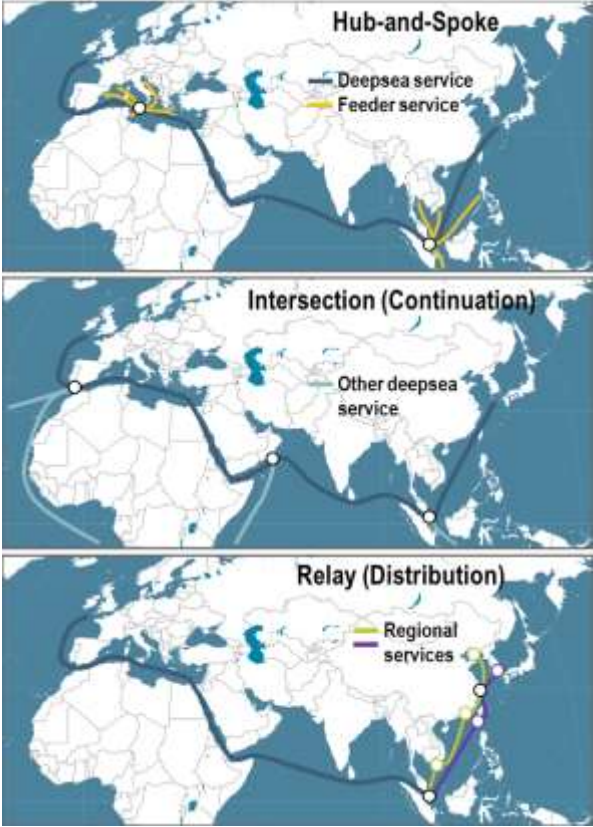 Hub-and-Spoke
Deepsea service
Feeder service
Intersection (Continuation)
Other deepsea
service
Relay (Distribution)
Regional
services